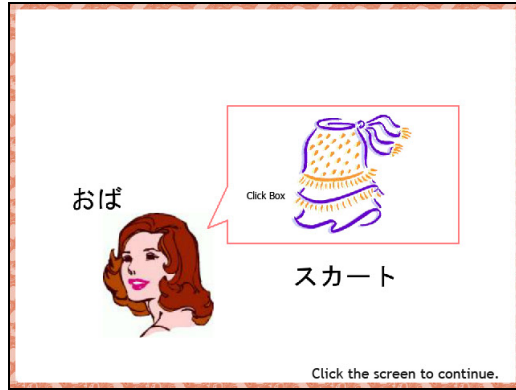 おば
Click Box
スカート
Click the screen to continue.